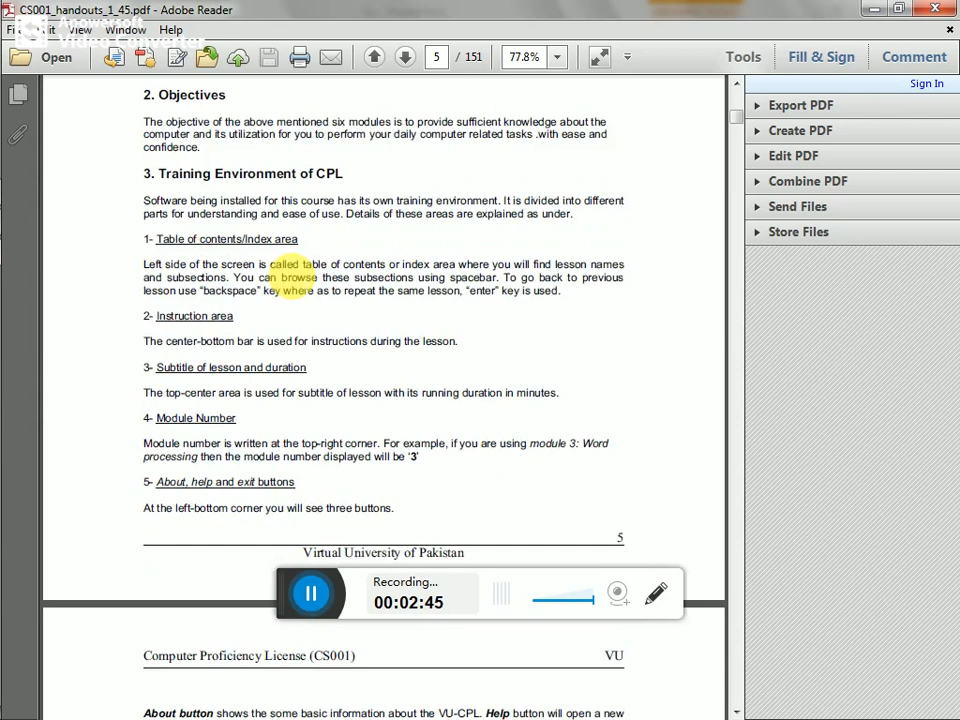 CS001_handouts_1_45.pdf - Adobe Reader
Apowersoft
Video Converter
View Window Help
Open 5 / 151 77.8% Tools Fill & Sign Comment
Sign In
Export PDF
Create PDF
Edit PDF
Combine PDF
Send Files
Store Files
2. Objectives
The objective of the above mentioned six modules is to provide sufficient knowledge about the
computer and its utilization for you to perform your daily computer related tasks .with ease and
confidence.
3. Training Environment of CPL
Software being installed for this course has its own training environment. It is divided into different
parts for understanding and ease of use. Details of these areas are explained as under.
1- Table of contents/Index area
Left side of the screen is called table of contents or index area where you will find lesson names
and subsections. You can browse these subsections using spacebar. To go back to previous
lesson use “backspace” key where as to repeat the same lesson, “enter” key is used.
2- Instruction area
The center-bottom bar is used for instructions during the lesson.
3- Subtitle of lesson and duration
The top-center area is used for subtitle of lesson with its running duration in minutes.
4- Module Number
Module number is written at the top-right corner. For example, if you are using module 3: Word
processing then the module number displayed will be ‘3’
5- About, help and exit buttons
At the left-bottom corner you will see three buttons.
5
Virtual University of Pakistan
Recording...
00:02:45
Computer Proficiency License (CS001) VU
About button shows the some basic information about the VU-CPL. Help button will open a new